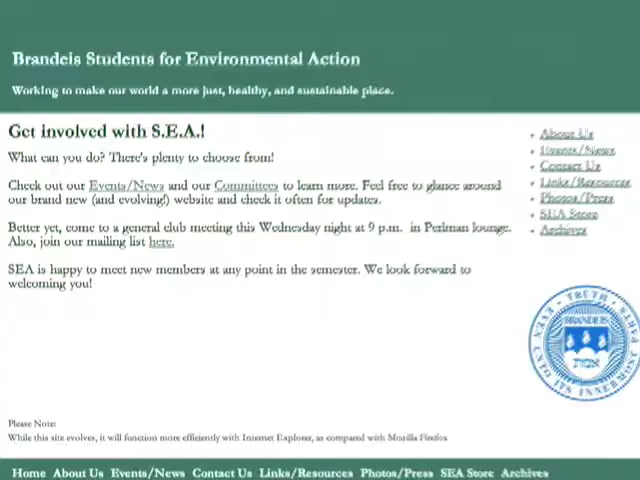 Brandeis Students for Environmental Action
Working to make our world a more just, healthy, and sustainable place.
Get involved with S.E.A.!
What can you do? There's plenty to choose from!
Check out our Events/News and our Committees to learn more. Feel free to glance around
our brand new (and evolving!) website and check it often for updates.
Better yet, come to a general club meeting this Wednesday night at 9 p.m. in Perlman lounge.
Also, join our mailing list here.
SEA is happy to meet new members at any point in the semester. We look forward to
welcoming you!
About Us
Events/News
Contact Us
Links/Resources
Photos/Press
SEA Store
Archives
TRUTH EVEN UNTO ITS INNERMOST PARTS
BRANDEIS
Please Note:
While this site evolves, it will function more efficiently with Internet Explorer, as compared with Mozilla Firefox.
Home About Us Events/News Contact Us Links/Resources Photos/Press SEA Store Archives